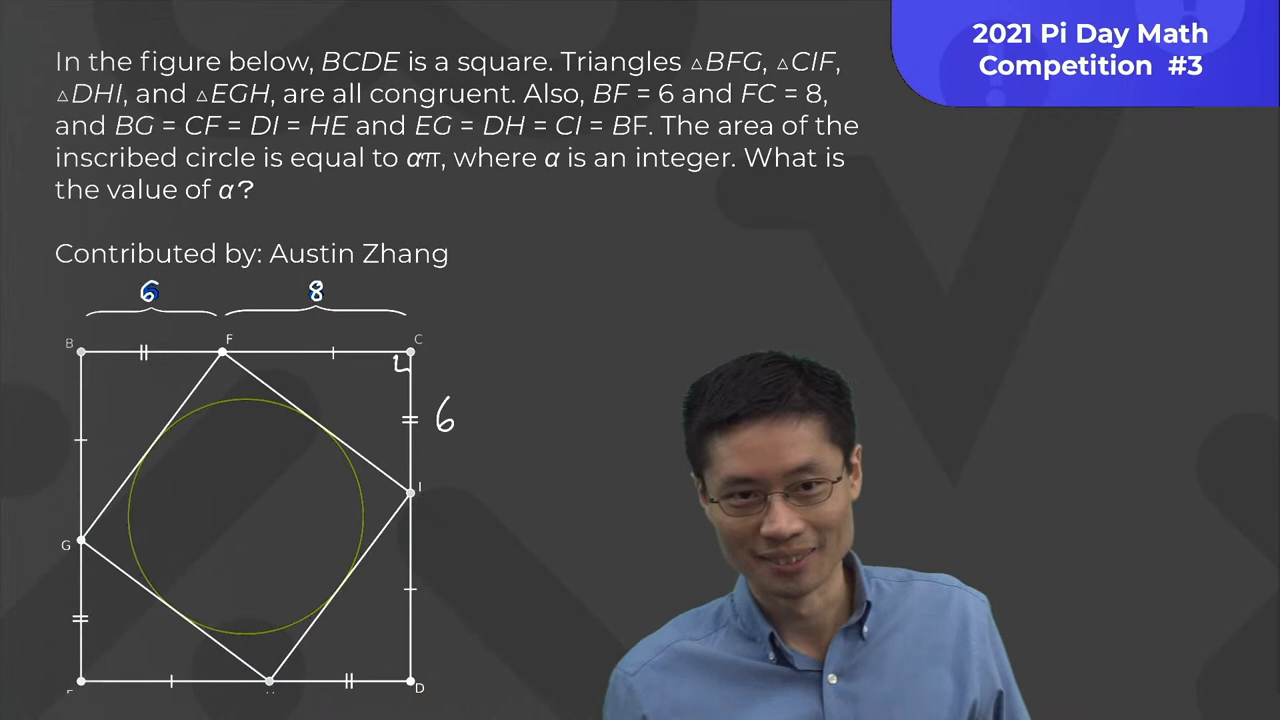 2021 Pi Day Math
Competition #3
In the figure below, BCDE is a square. Triangles △BFG, △CIF,
△DHI, and △EGH, are all congruent. Also, BF = 6 and FC = 8,
and BG = CF = DI = HE and EG = DH = CI = BF. The area of the
inscribed circle is equal to απ, where α is an integer. What is
the value of α?
Contributed by: Austin Zhang
6
8
B
F
C
6
I
G
D